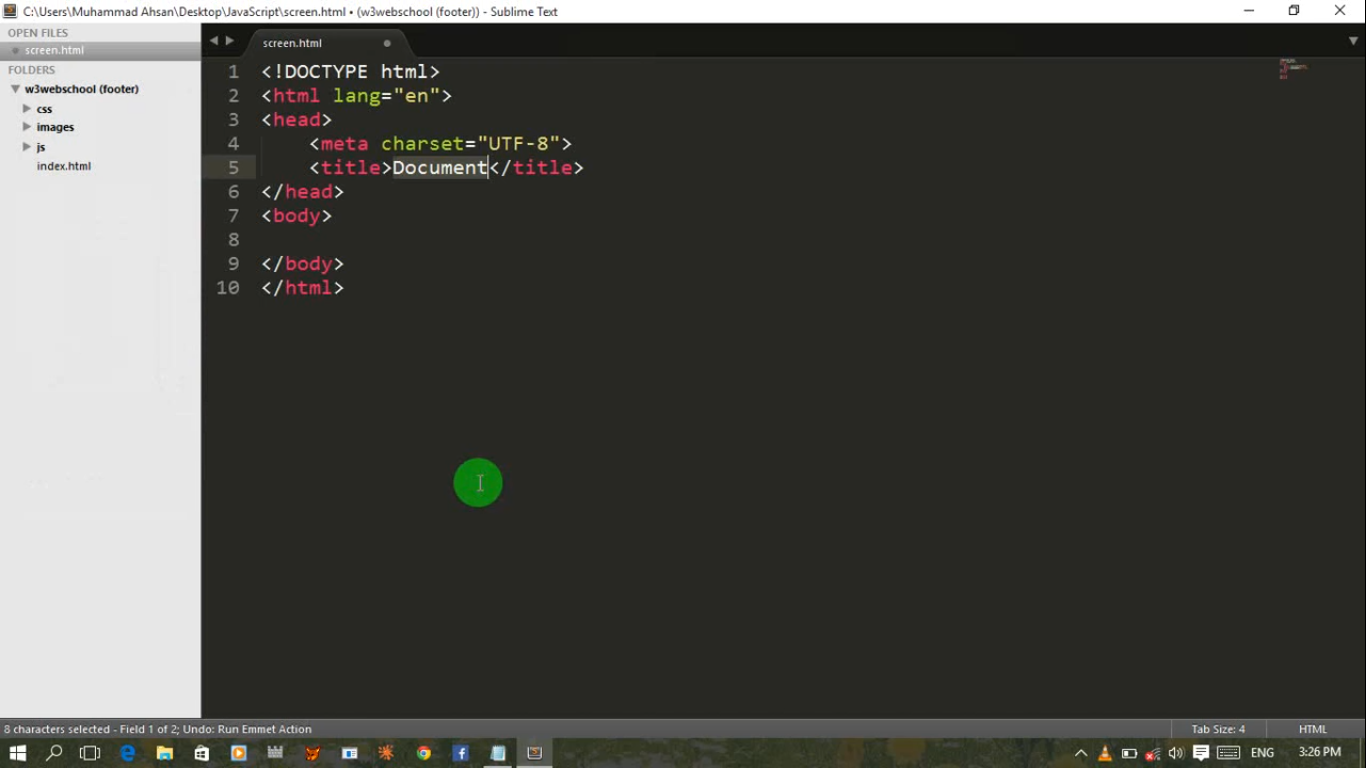 C:\Users\Muhammad Ahsan\Desktop\JavaScript\screen.html • (w3webschool (footer)) - Sublime Text
OPEN FILES
screen.html
FOLDERS
w3webschool (footer)
css
images
js
index.html
screen.html
1 <!DOCTYPE html>
2 <html lang="en">
3 <head>
4 <meta charset="UTF-8">
5 <title>Document</title>
6 </head>
7 <body>
8
9 </body>
10 </html>
8 characters selected - Field 1 of 2; Undo: Run Emmet Action
Tab Size: 4
HTML
ENG
3:26 PM